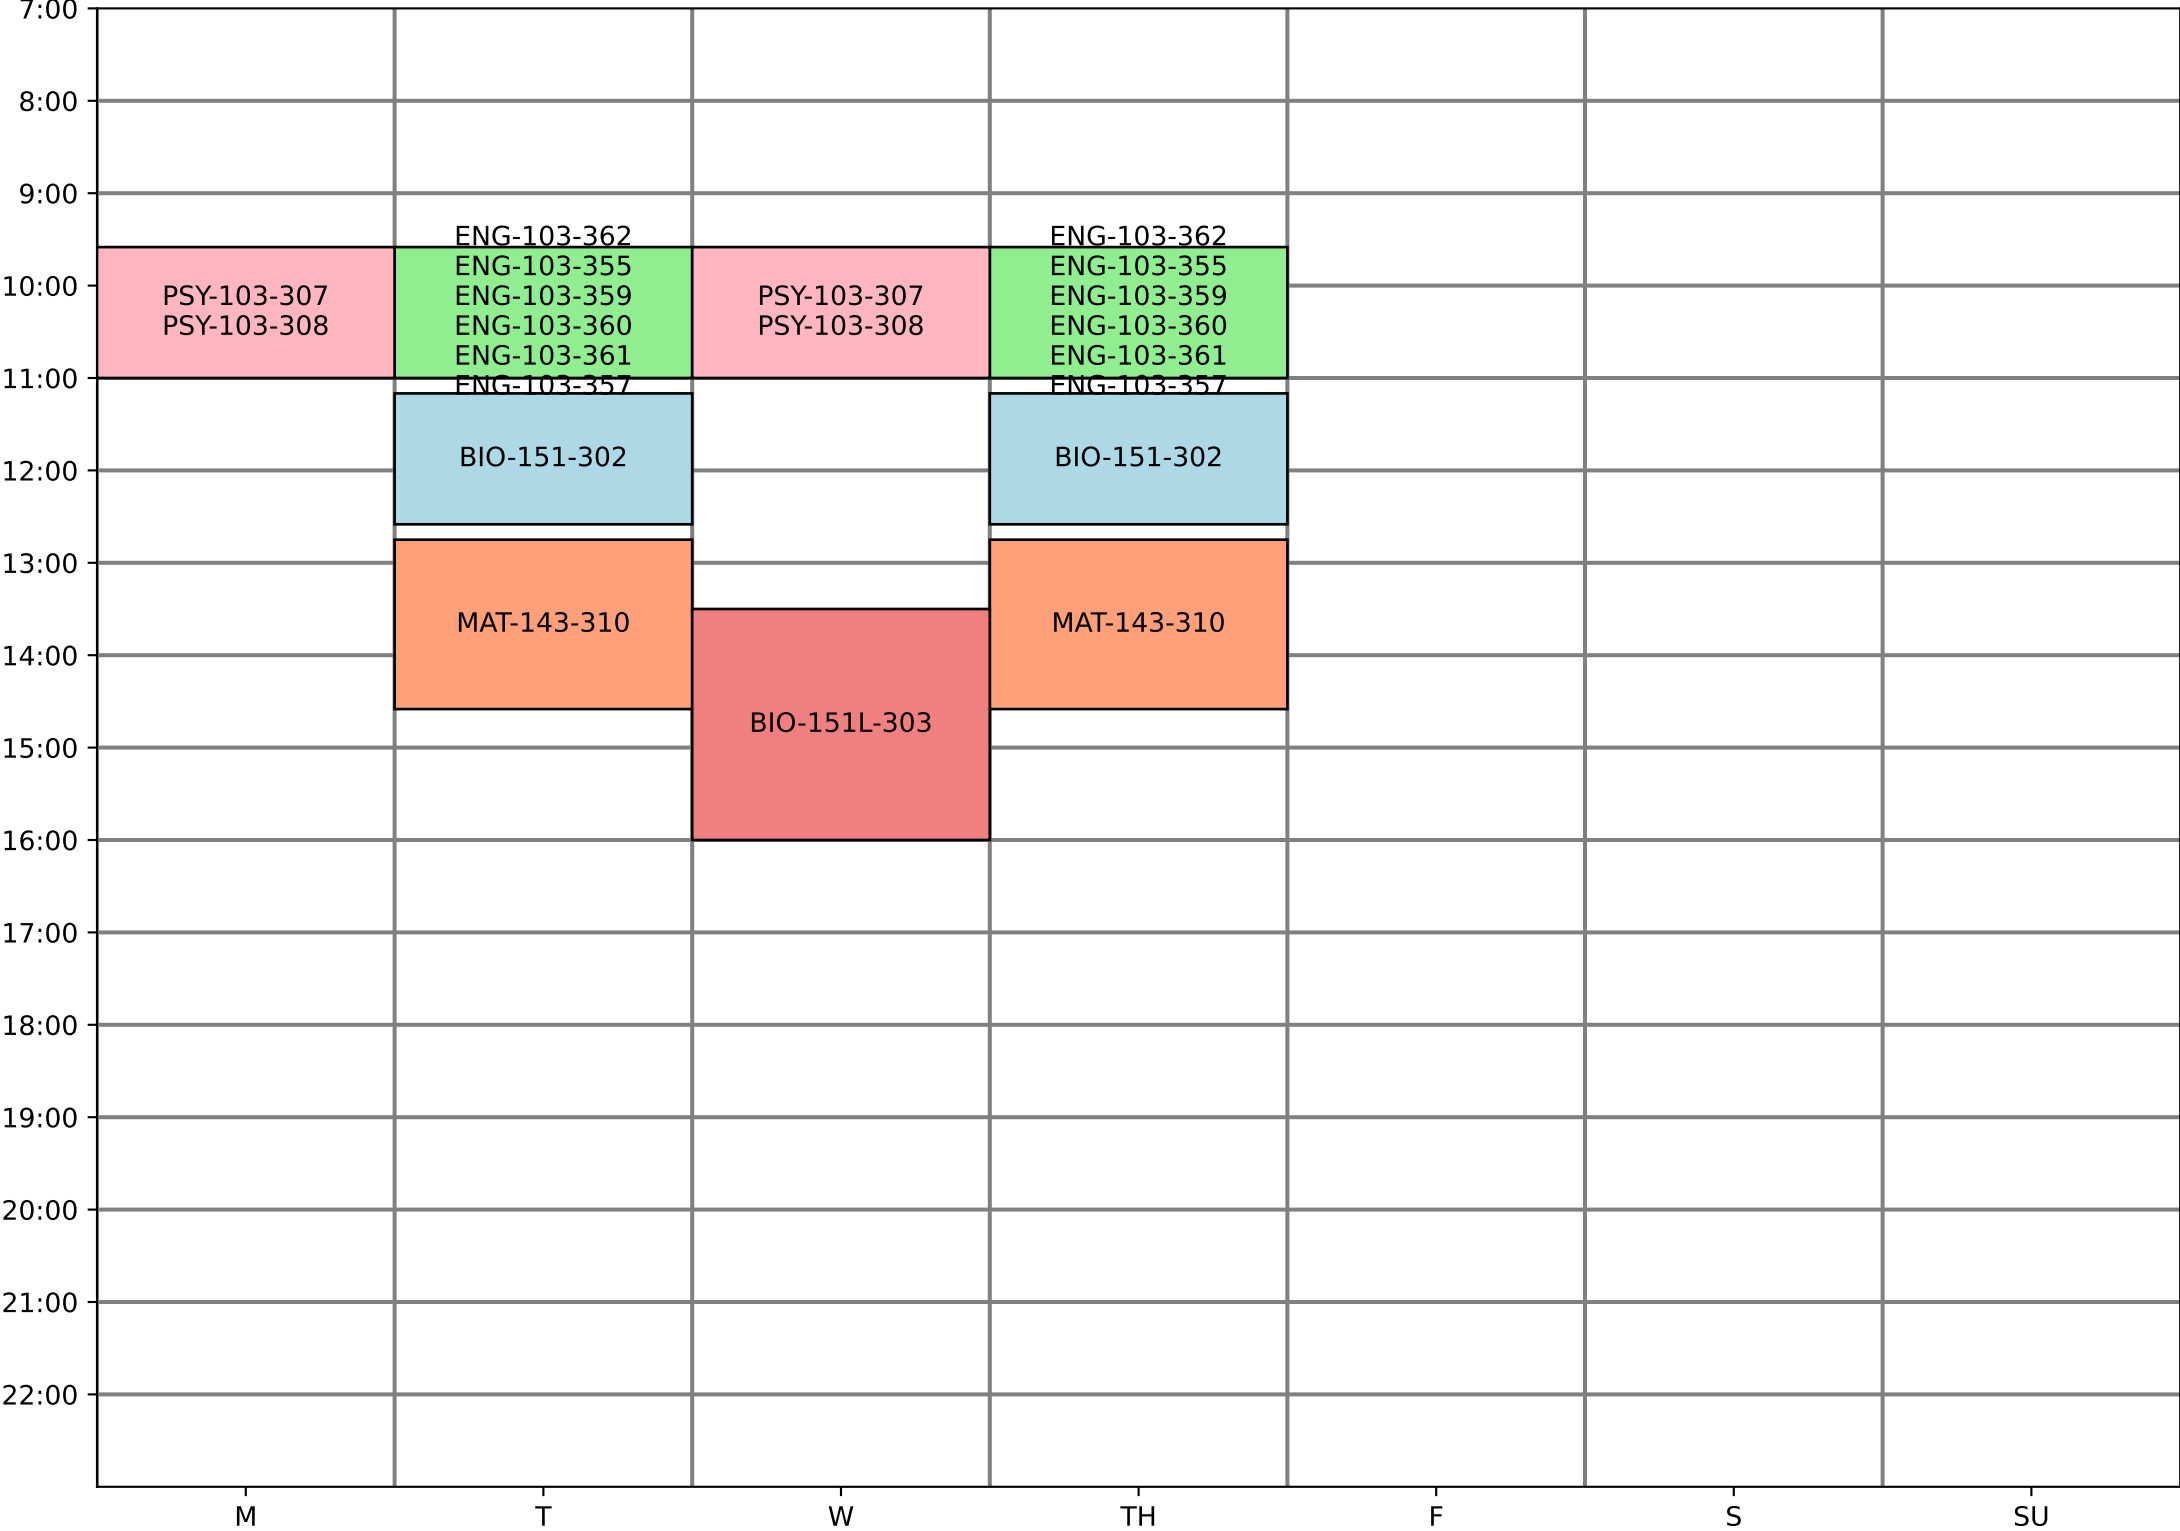 7:00
8:00
9:00
10:00
11:00
12:00
13:00
14:00
15:00
16:00
17:00
18:00
19:00
20:00
21:00
22:00
PSY-103-307
PSY-103-308
ENG-103-362
ENG-103-355
ENG-103-359
ENG-103-360
ENG-103-361
ENG-103-357
BIO-151-302
MAT-143-310
PSY-103-307
PSY-103-308
BIO-151L-303
ENG-103-362
ENG-103-355
ENG-103-359
ENG-103-360
ENG-103-361
ENG-103-357
BIO-151-302
MAT-143-310
M
T
W
TH
F
S
SU